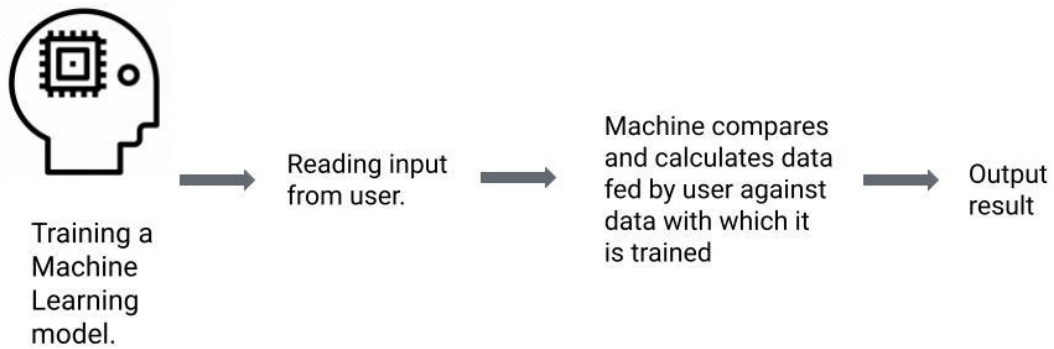 Training a
Machine
Learning
model.
Reading input
from user.
Machine compares
and calculates data
fed by user against
data with which it
is trained
Output
result